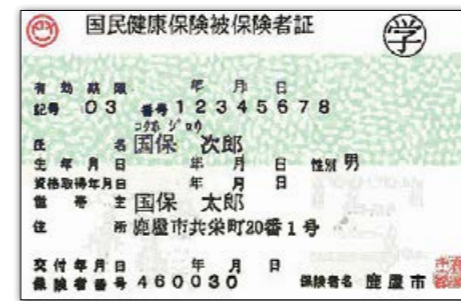 国民健康保険被保険者証
学
有効期限 年 月 日
記号 03 番号 12345678
コクホ ジロウ
氏名 国保 次郎
生年月日 年 月 日 性別 男
資格取得年月日 年 月 日
世帯主 国保 太郎
住所 鹿屋市共栄町20番1号
交付年月日 年 月 日
保険者番号 460030 保険者名 鹿屋市